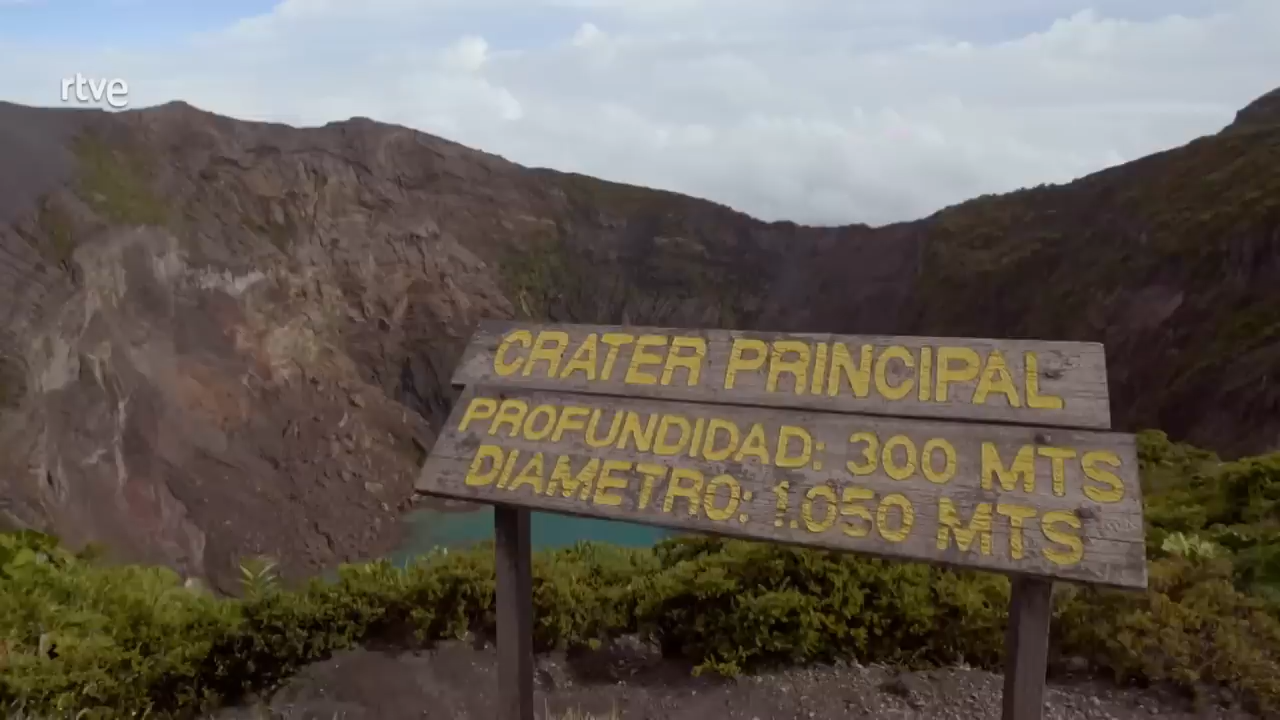 rtve
CRATER PRINCIPAL
PROFUNDIDAD: 300 MTS
DIAMETRO: 1.050 MTS